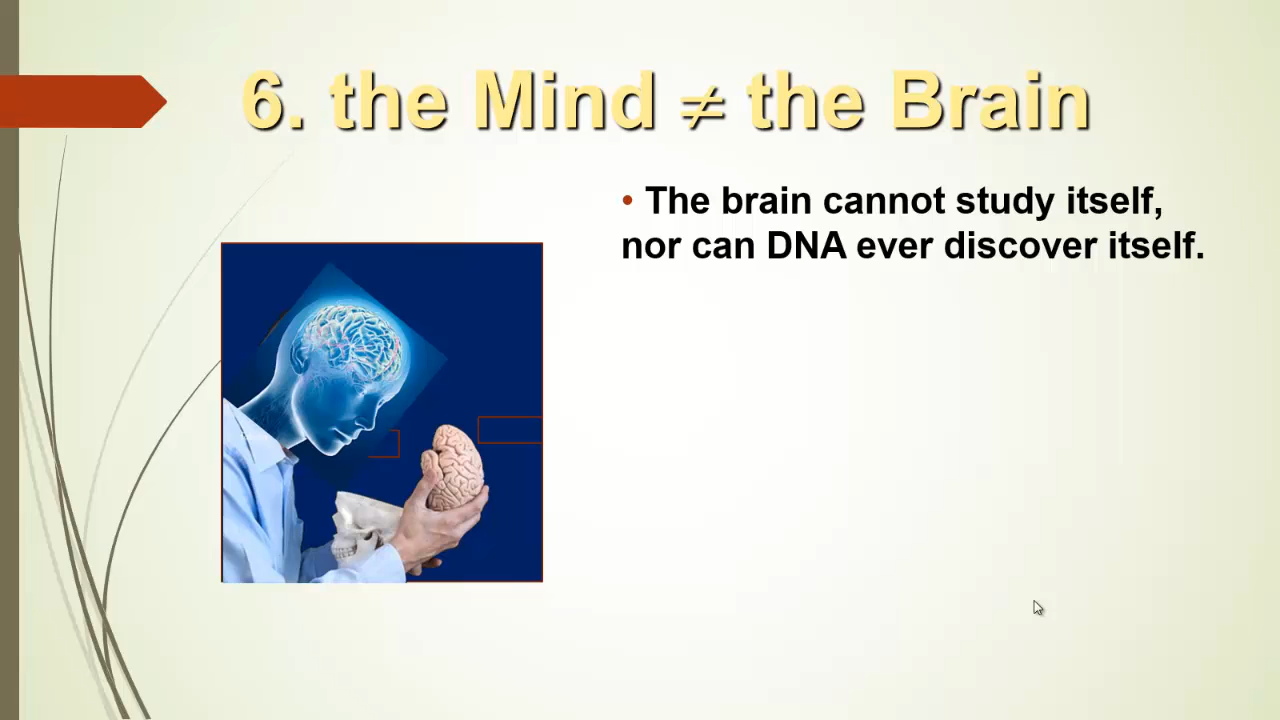 6. the Mind ≠ the Brain
• The brain cannot study itself,
nor can DNA ever discover itself.